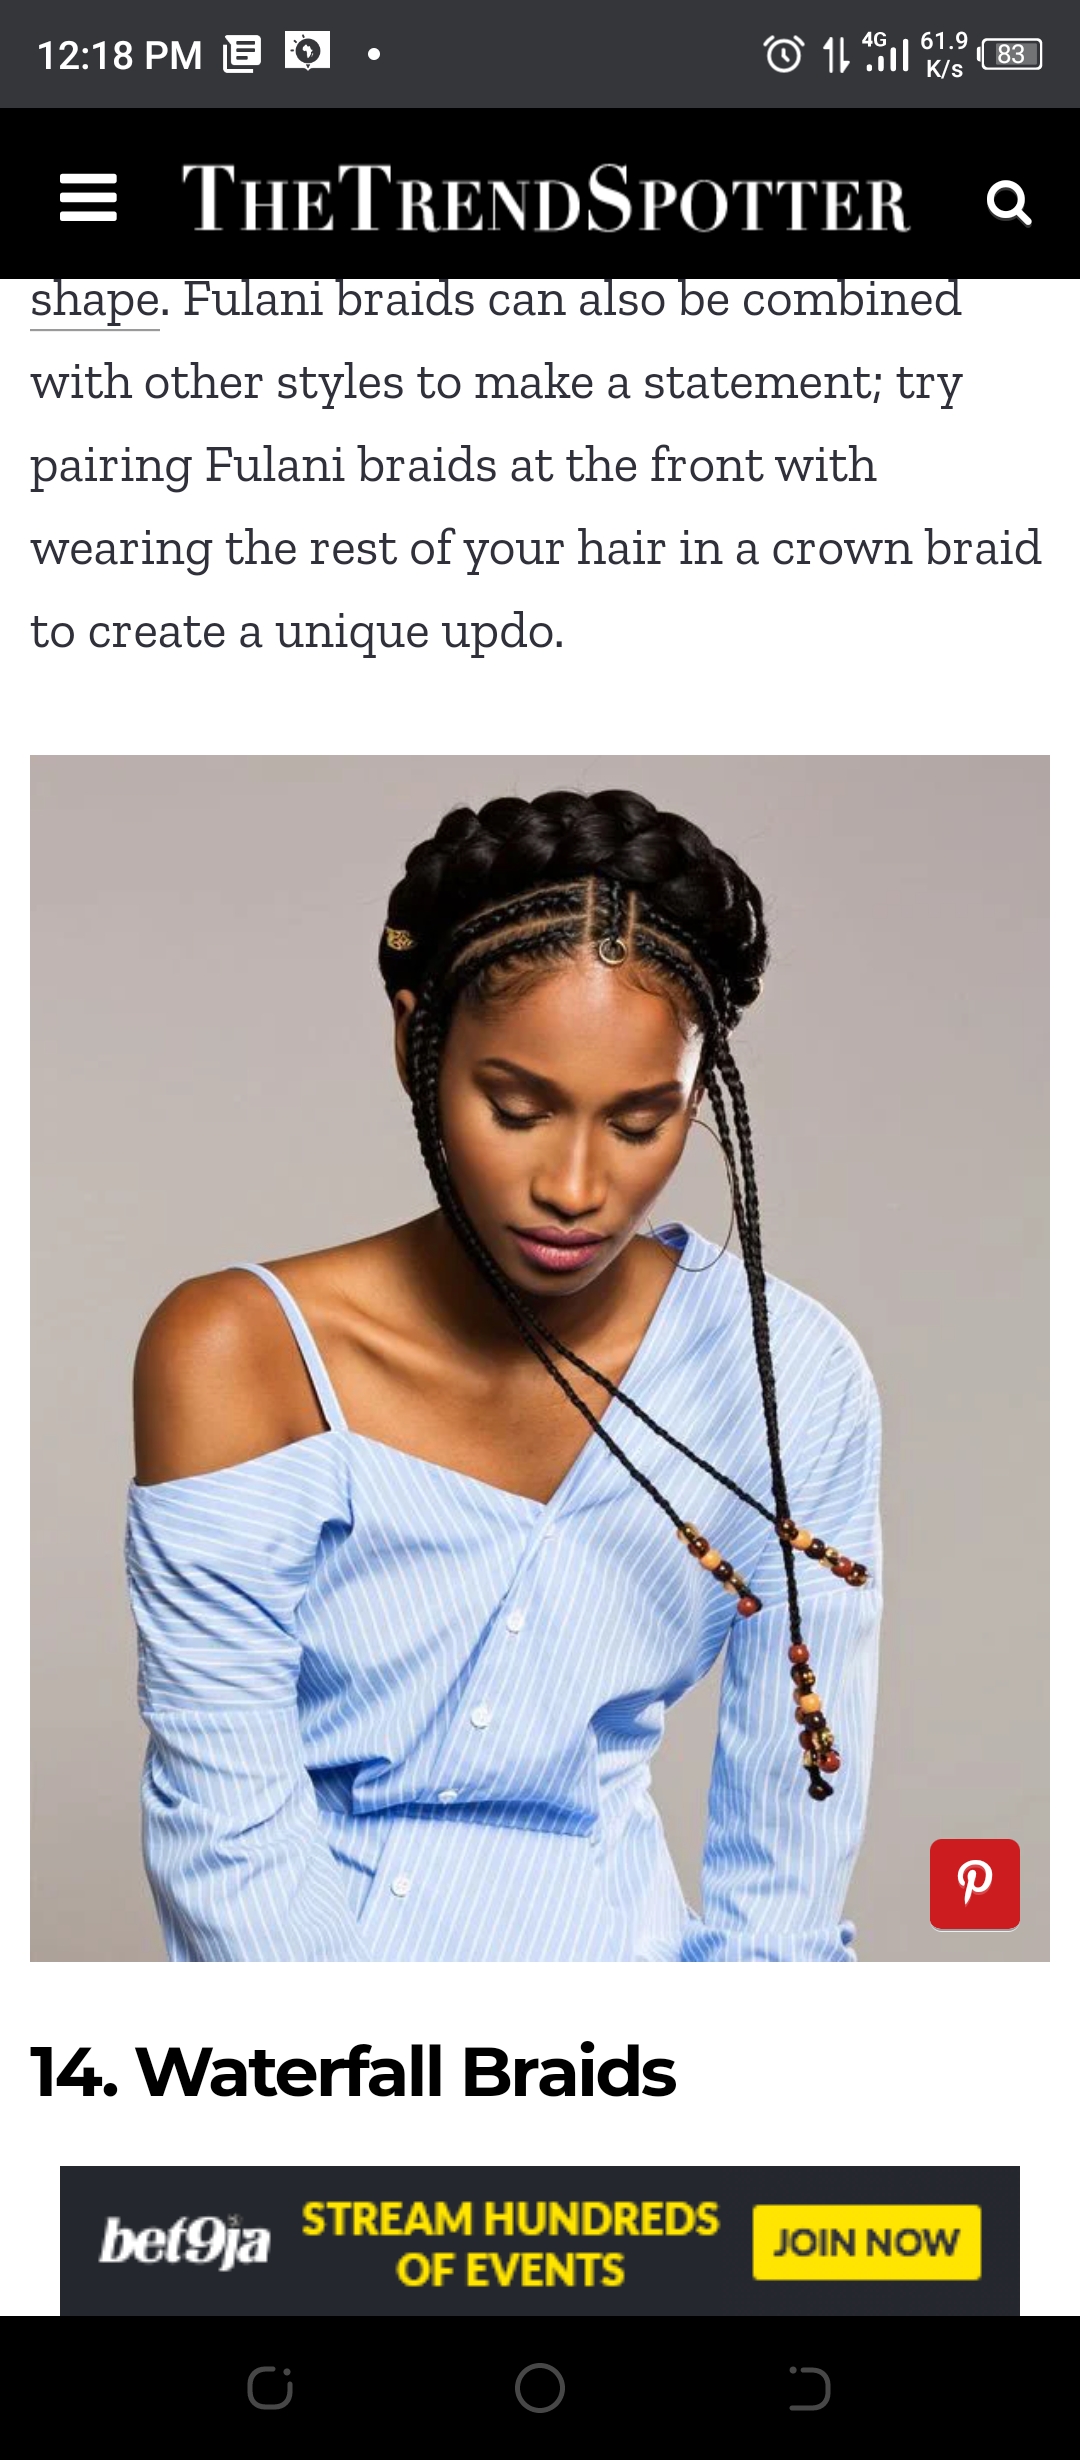 12:18 PM
4G
61.9
K/s
83
THETRENDSPOTTER
shape. Fulani braids can also be combined
with other styles to make a statement; try
pairing Fulani braids at the front with
wearing the rest of your hair in a crown braid
to create a unique updo.
14. Waterfall Braids
bet9ja
STREAM HUNDREDS
OF EVENTS
JOIN NOW